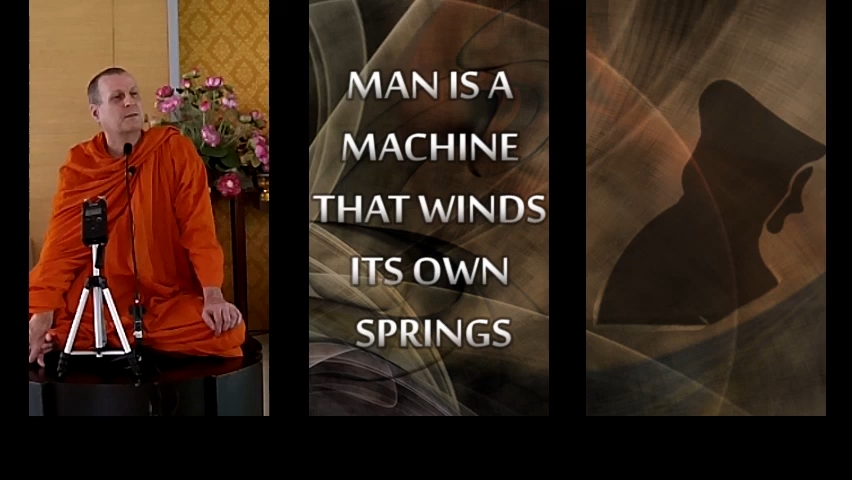 MAN IS A
MACHINE
THAT WINDS
ITS OWN
SPRINGS